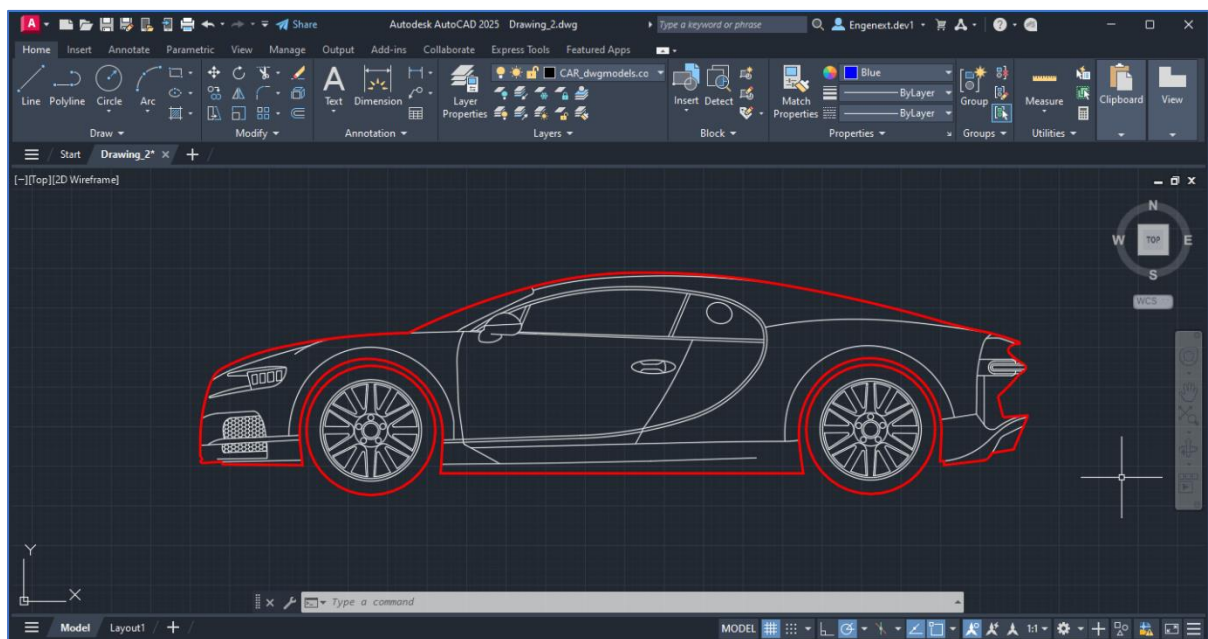 A Share Autodesk AutoCAD 2025 Drawing_2.dwg Type a keyword or phrase Engenext.dev1
Home Insert Annotate Parametric View Manage Output Add-ins Collaborate Express Tools Featured Apps
CAR_dwgmodels.co Blue
Line Polyline Circle Arc Text Dimension Layer Properties Insert Detect Match Properties ByLayer ByLayer Group Measure Clipboard View
Draw Modify Annotation Layers Block Properties Groups Utilities
Start Drawing_2* +
[−][Top][2D Wireframe]
N
W TOP E
S
WCS
Y
X
Type a command
Model Layout1 + MODEL 1:1